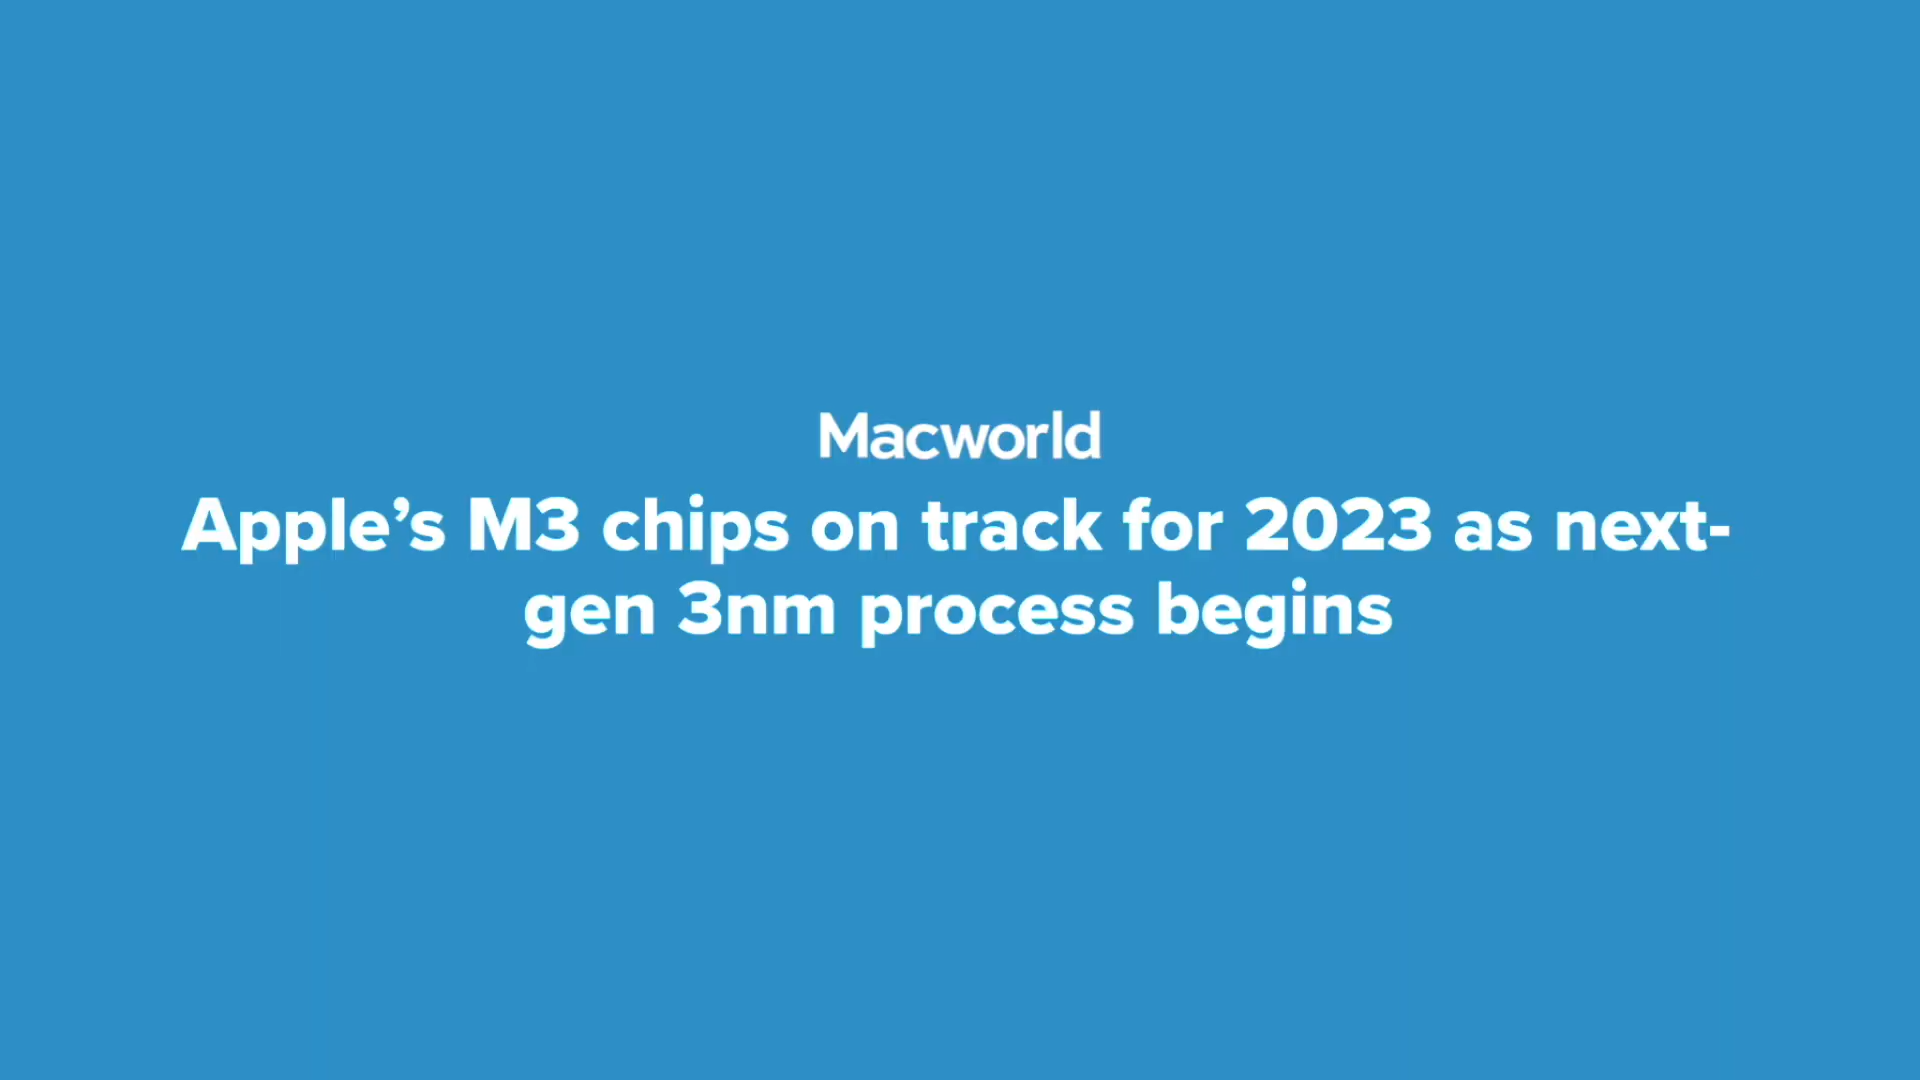 Macworld
Apple’s M3 chips on track for 2023 as next-
gen 3nm process begins